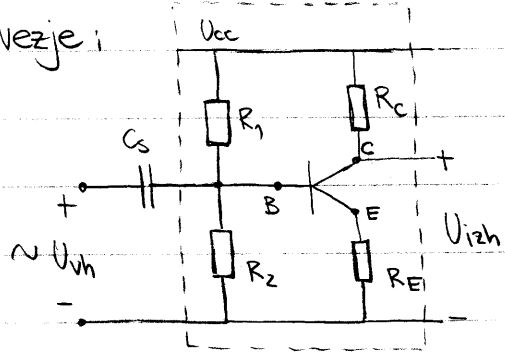 vezje i
Ucc
R1
RC
Cs
C
+
+
B
E
~ Uvh
Uizh
R2
RE
-
-